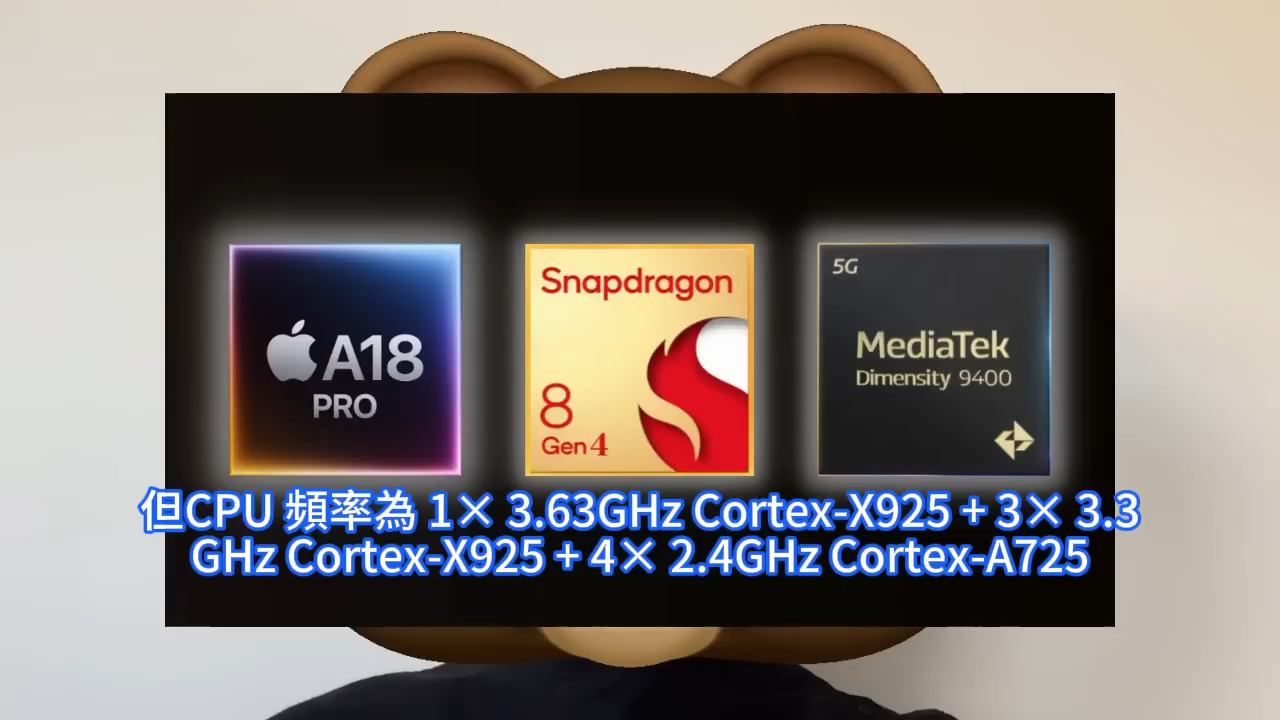 A18
PRO
Snapdragon
8
Gen 4
5G
MediaTek
Dimensity 9400
但CPU 頻率為 1× 3.63GHz Cortex-X925 + 3× 3.3
GHz Cortex-X925 + 4× 2.4GHz Cortex-A725